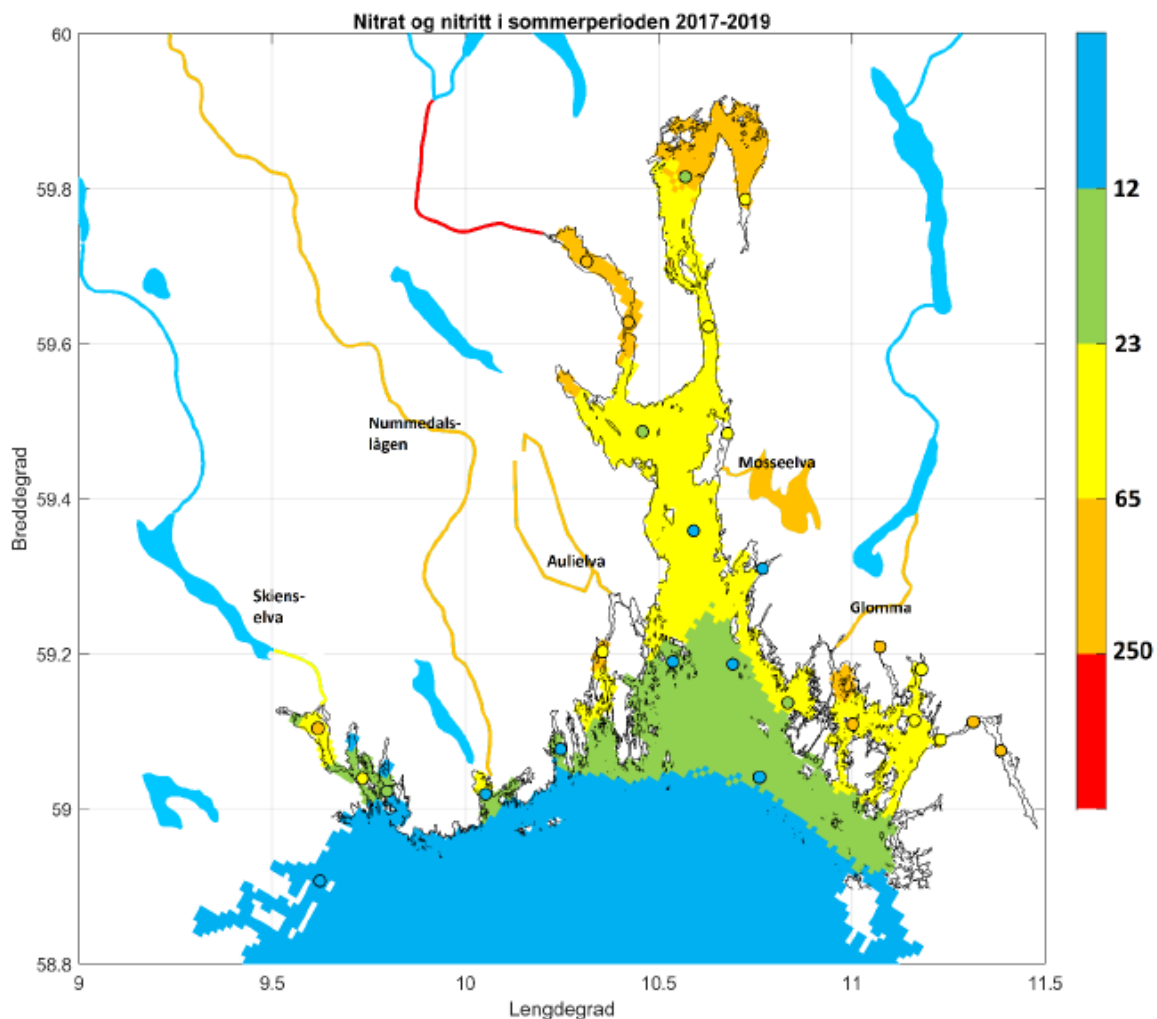 Nitrat og nitritt i sommerperioden 2017-2019
60
59.8
59.6
59.4
59.2
59
58.8
Breddegrad
9
9.5
10
10.5
11
11.5
Lengdegrad
Nummedals-
lågen
Mosseelva
Aulielva
Skiens-
elva
Glomma
12
23
65
250